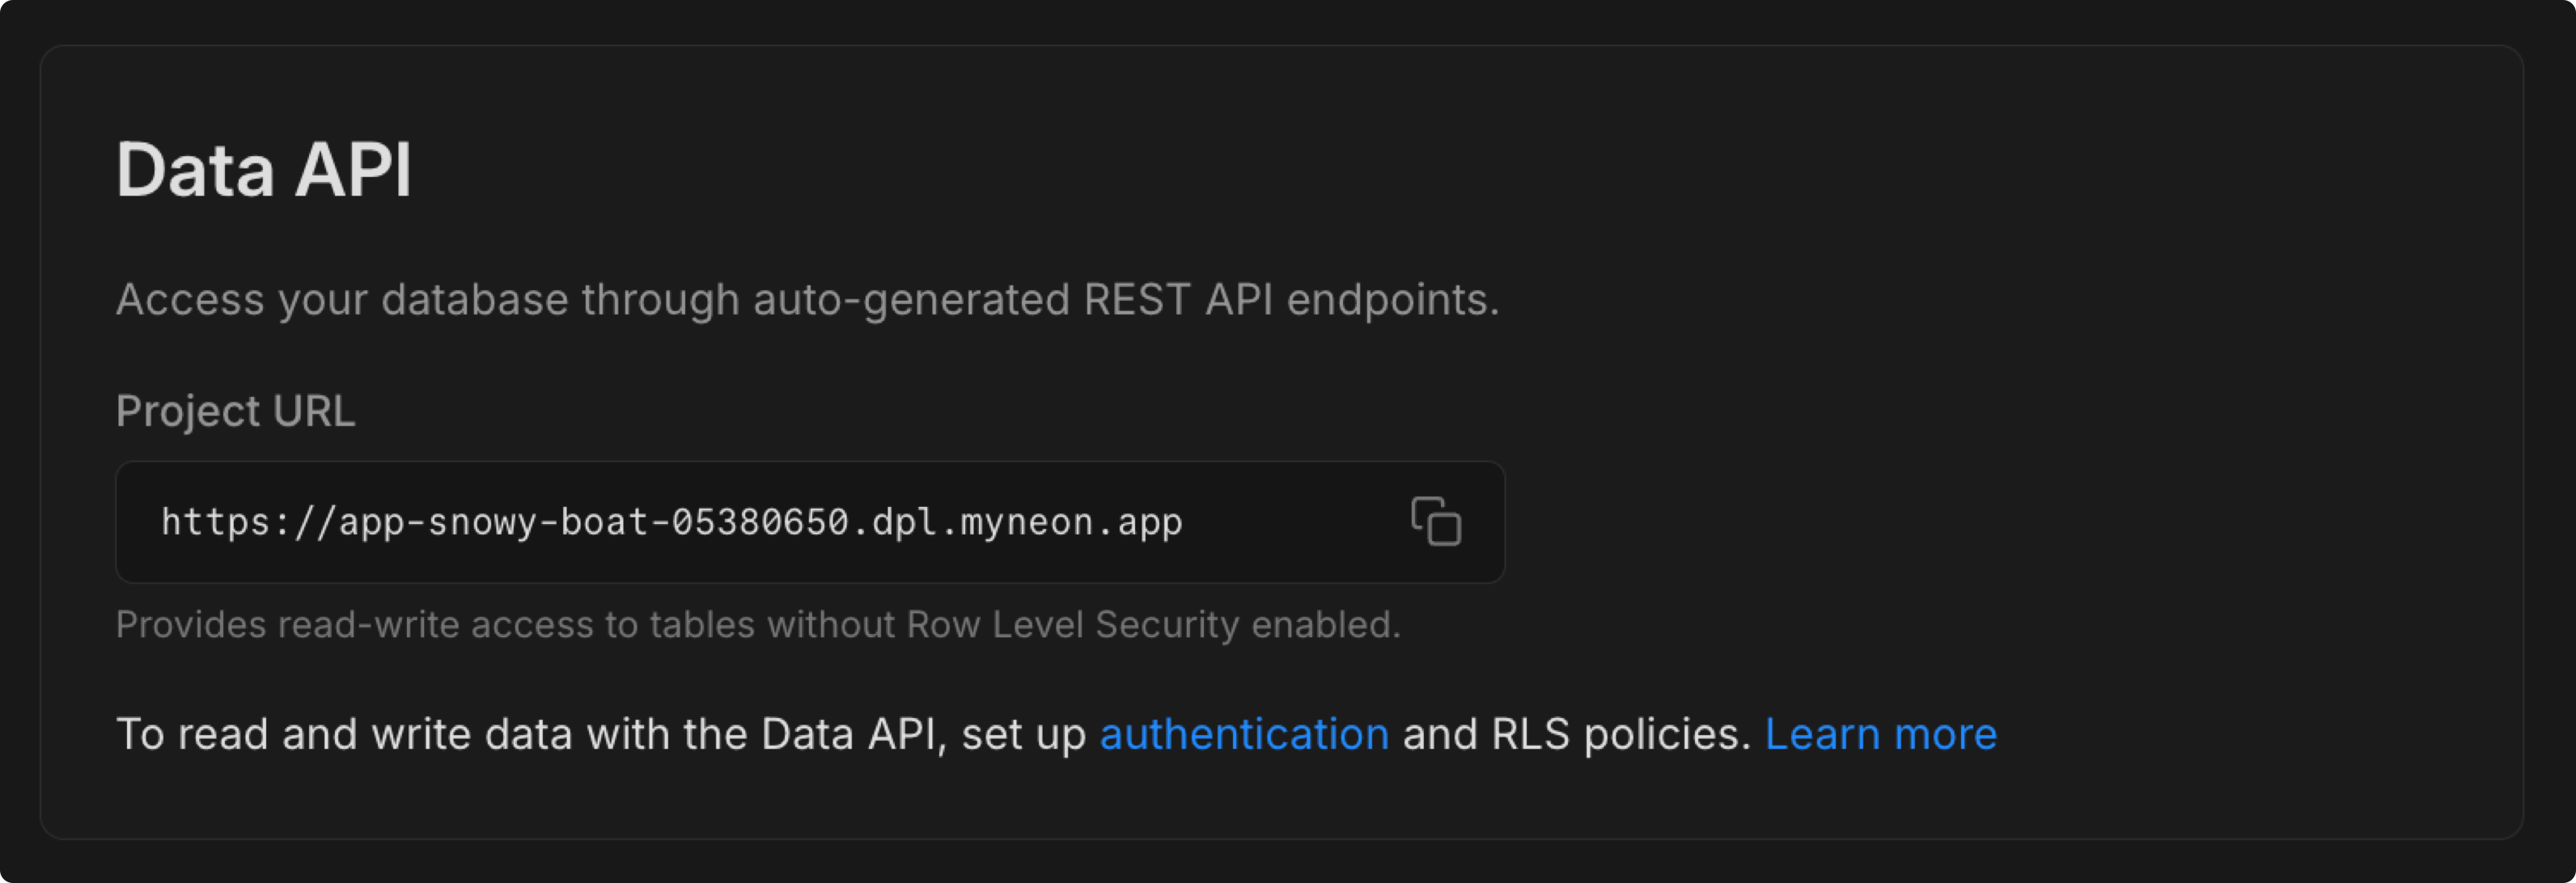 Data API
Access your database through auto-generated REST API endpoints.
Project URL
https://app-snowy-boat-05380650.dpl.myneon.app
Provides read-write access to tables without Row Level Security enabled.
To read and write data with the Data API, set up authentication and RLS policies. Learn more